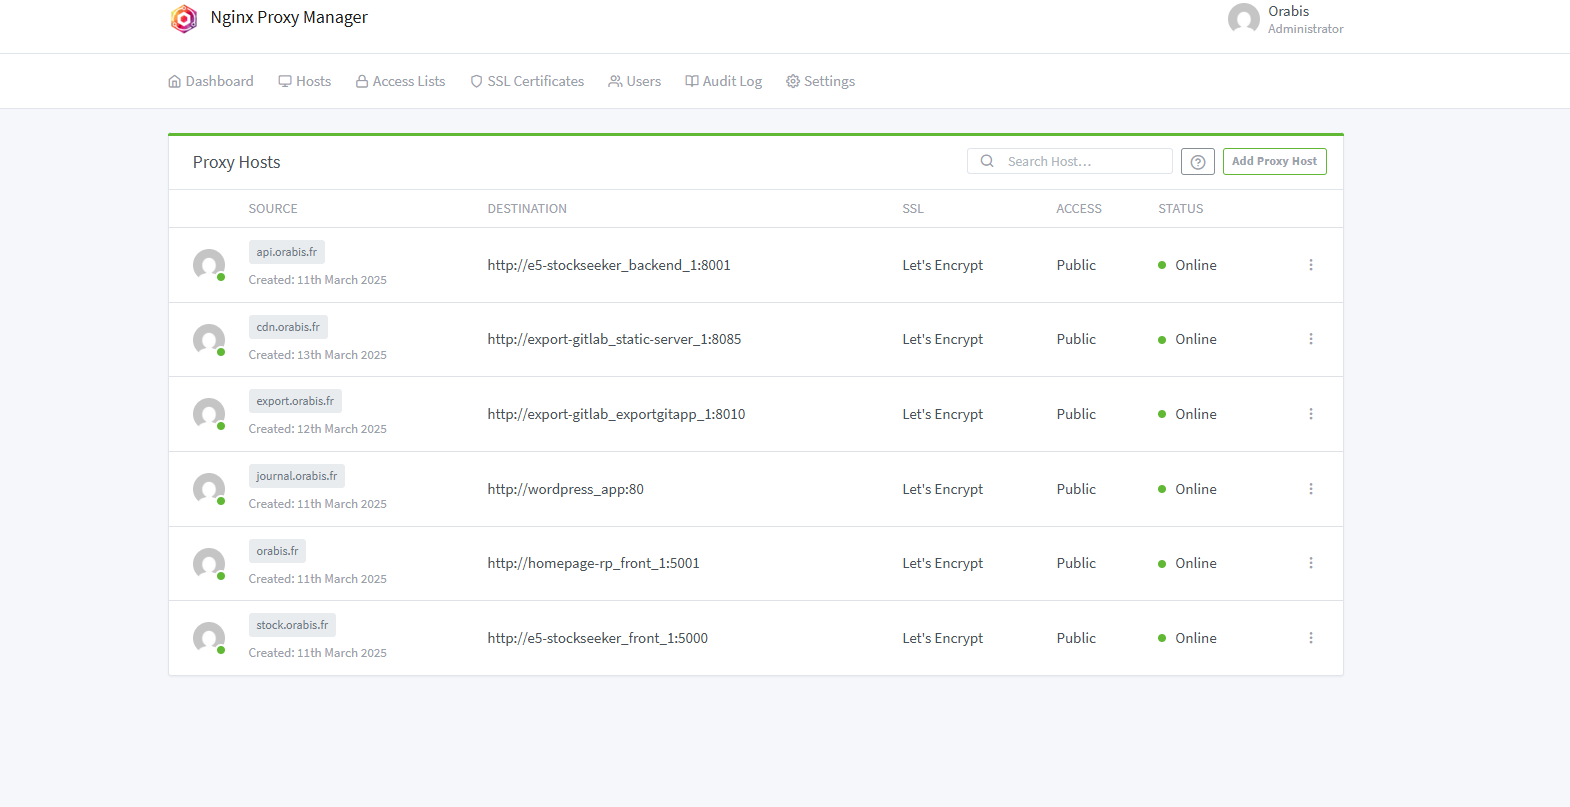 Nginx Proxy Manager
Orabis
Administrator
Dashboard Hosts Access Lists SSL Certificates Users Audit Log Settings
Proxy Hosts
Search Host...
Add Proxy Host
SOURCE DESTINATION SSL ACCESS STATUS
api.orabis.fr
Created: 11th March 2025
http://e5-stockseeker_backend_1:8001 Let's Encrypt Public Online
cdn.orabis.fr
Created: 13th March 2025
http://export-gitlab_static-server_1:8085 Let's Encrypt Public Online
export.orabis.fr
Created: 12th March 2025
http://export-gitlab_exportgitapp_1:8010 Let's Encrypt Public Online
journal.orabis.fr
Created: 11th March 2025
http://wordpress_app:80 Let's Encrypt Public Online
orabis.fr
Created: 11th March 2025
http://homepage-rp_front_1:5001 Let's Encrypt Public Online
stock.orabis.fr
Created: 11th March 2025
http://e5-stockseeker_front_1:5000 Let's Encrypt Public Online